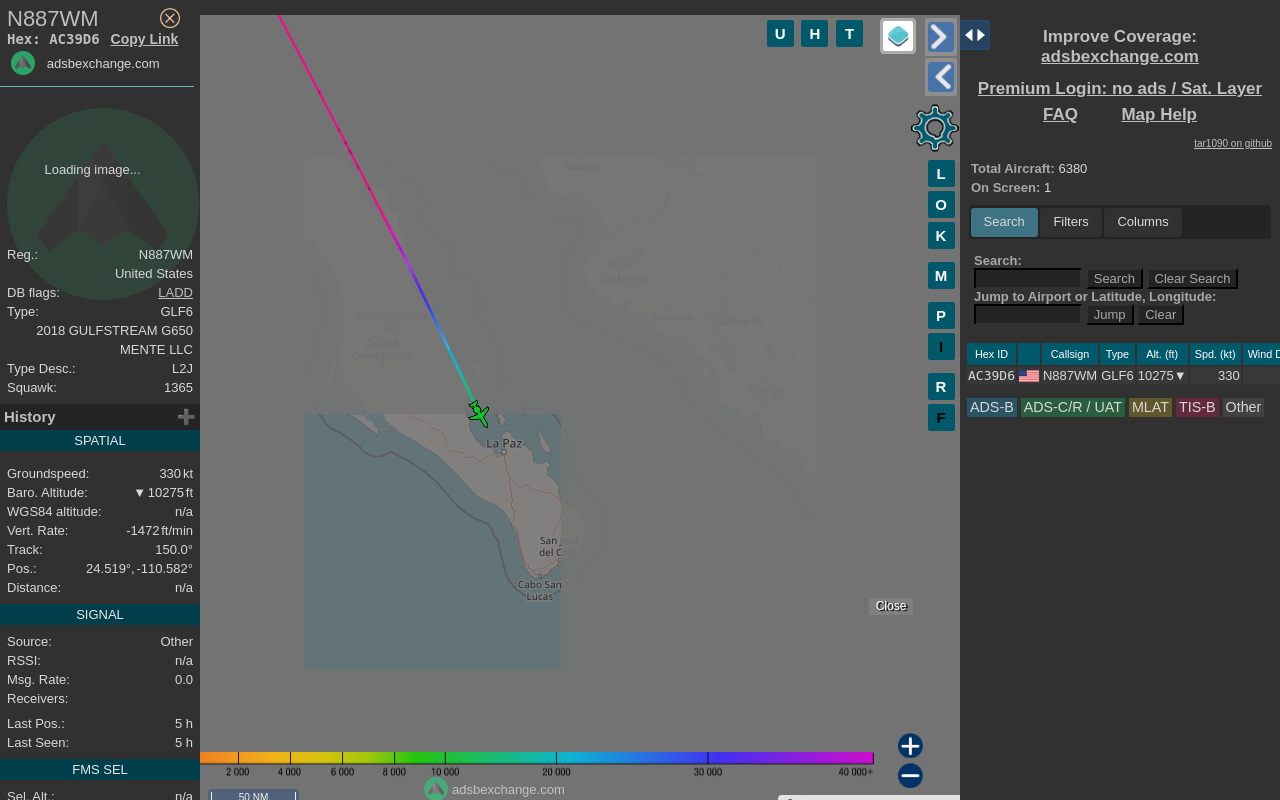 N887WM
Hex: AC39D6 Copy Link
adsbexchange.com
Loading image...
Reg.: N887WM
United States
DB flags: LADD
Type: GLF6
2018 GULFSTREAM G650
MENTE LLC
Type Desc.: L2J
Squawk: 1365
History
SPATIAL
Groundspeed: 330 kt
Baro. Altitude: ▼ 10275 ft
WGS84 altitude: n/a
Vert. Rate: -1472 ft/min
Track: 150.0°
Pos.: 24.519°, -110.582°
Distance: n/a
SIGNAL
Source: Other
RSSI: n/a
Msg. Rate: 0.0
Receivers:
Last Pos.: 5 h
Last Seen: 5 h
FMS SEL
Sel. Alt.: n/a
U H T
L
O
K
M
P
I
R
F
Navojoa
Los Mochis
Guasave
Guamúchil
Ciudad
Constitución
La Paz
San José
del Cabo
Cabo San
Lucas
Close
2 000 4 000 6 000 8 000 10 000 20 000 30 000 40 000+
adsbexchange.com
50 NM
Improve Coverage:
adsbexchange.com
Premium Login: no ads / Sat. Layer
FAQ Map Help
tar1090 on github
Total Aircraft: 6380
On Screen: 1
Search Filters Columns
Search:
Search Clear Search
Jump to Airport or Latitude, Longitude:
Jump Clear
Hex ID Callsign Type Alt. (ft) Spd. (kt) Wind D
AC39D6 N887WM GLF6 10275▼ 330
ADS-B ADS-C/R / UAT MLAT TIS-B Other